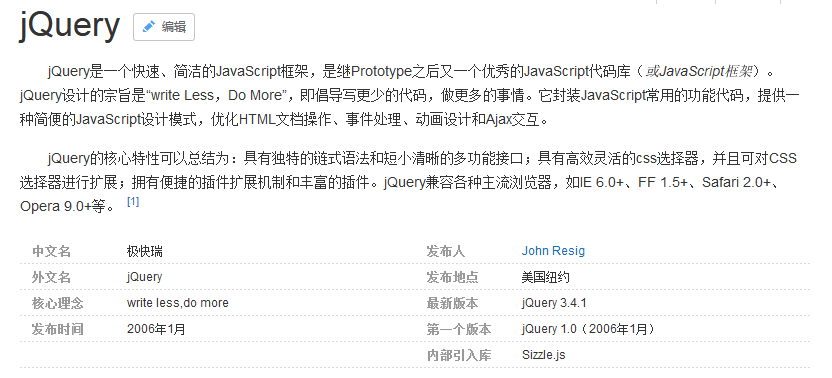 jQuery 编辑
jQuery是一个快速、简洁的JavaScript框架，是继Prototype之后又一个优秀的JavaScript代码库（或JavaScript框架）。
jQuery设计的宗旨是“write Less，Do More”，即倡导写更少的代码，做更多的事情。它封装JavaScript常用的功能代码，提供一
种简便的JavaScript设计模式，优化HTML文档操作、事件处理、动画设计和Ajax交互。
jQuery的核心特性可以总结为：具有独特的链式语法和短小清晰的多功能接口；具有高效灵活的css选择器，并且可对CSS
选择器进行扩展；拥有便捷的插件扩展机制和丰富的插件。jQuery兼容各种主流浏览器，如IE 6.0+、FF 1.5+、Safari 2.0+、
Opera 9.0+等。 [1]
中文名 极快瑞 发布人 John Resig
外文名 jQuery 发布地点 美国纽约
核心理念 write less,do more 最新版本 jQuery 3.4.1
发布时间 2006年1月 第一个版本 jQuery 1.0（2006年1月）
内部引入库 Sizzle.js